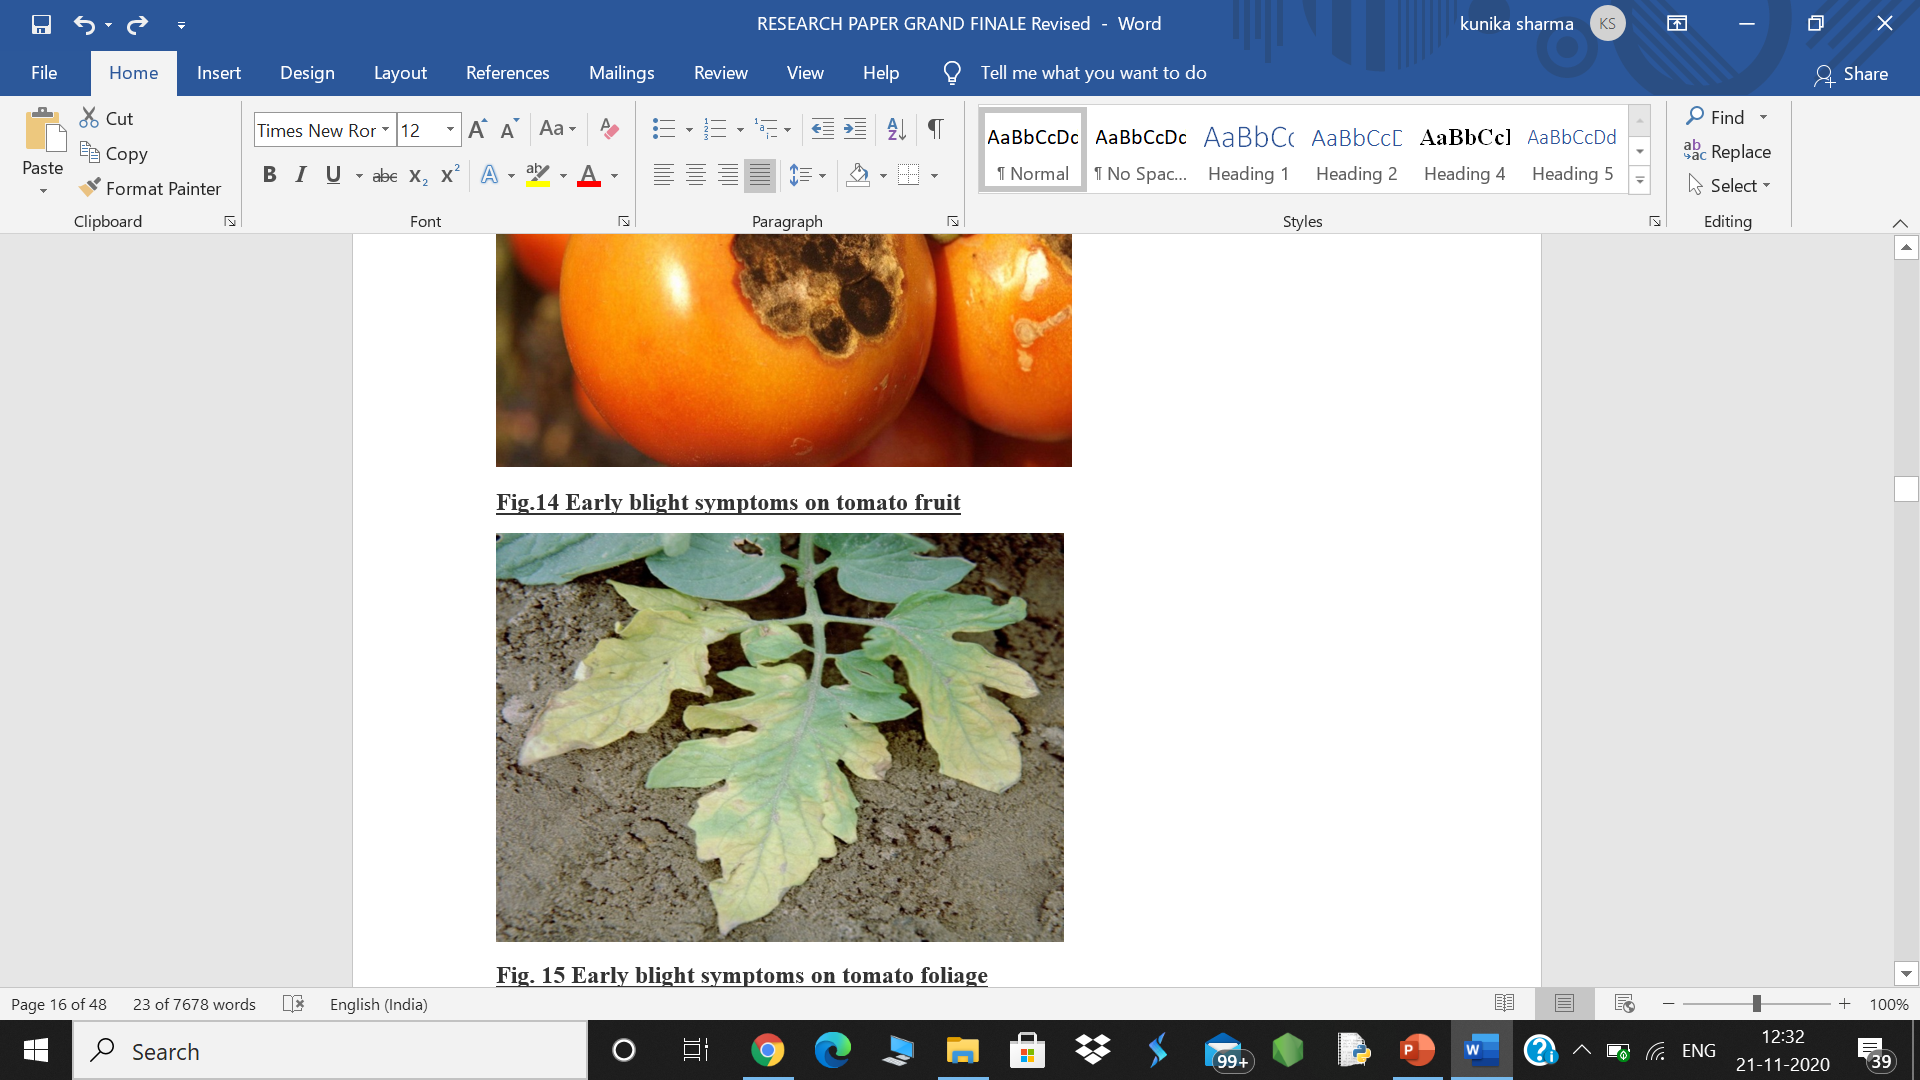 RESEARCH PAPER GRAND FINALE Revised - Word
kunika sharma
KS
File
Home
Insert
Design
Layout
References
Mailings
Review
View
Help
Tell me what you want to do
Share
Paste
Cut
Copy
Format Painter
Clipboard
Times New Ror
12
Font
Paragraph
AaBbCcDc
¶ Normal
AaBbCcDc
¶ No Spac...
AaBbCc
Heading 1
AaBbCcD
Heading 2
AaBbCcI
Heading 4
AaBbCcDd
Heading 5
Styles
Find
Replace
Select
Editing
Fig.14 Early blight symptoms on tomato fruit
Fig. 15 Early blight symptoms on tomato foliage
Page 16 of 48
23 of 7678 words
English (India)
100%
Search
99+
ENG
12:32
21-11-2020
39